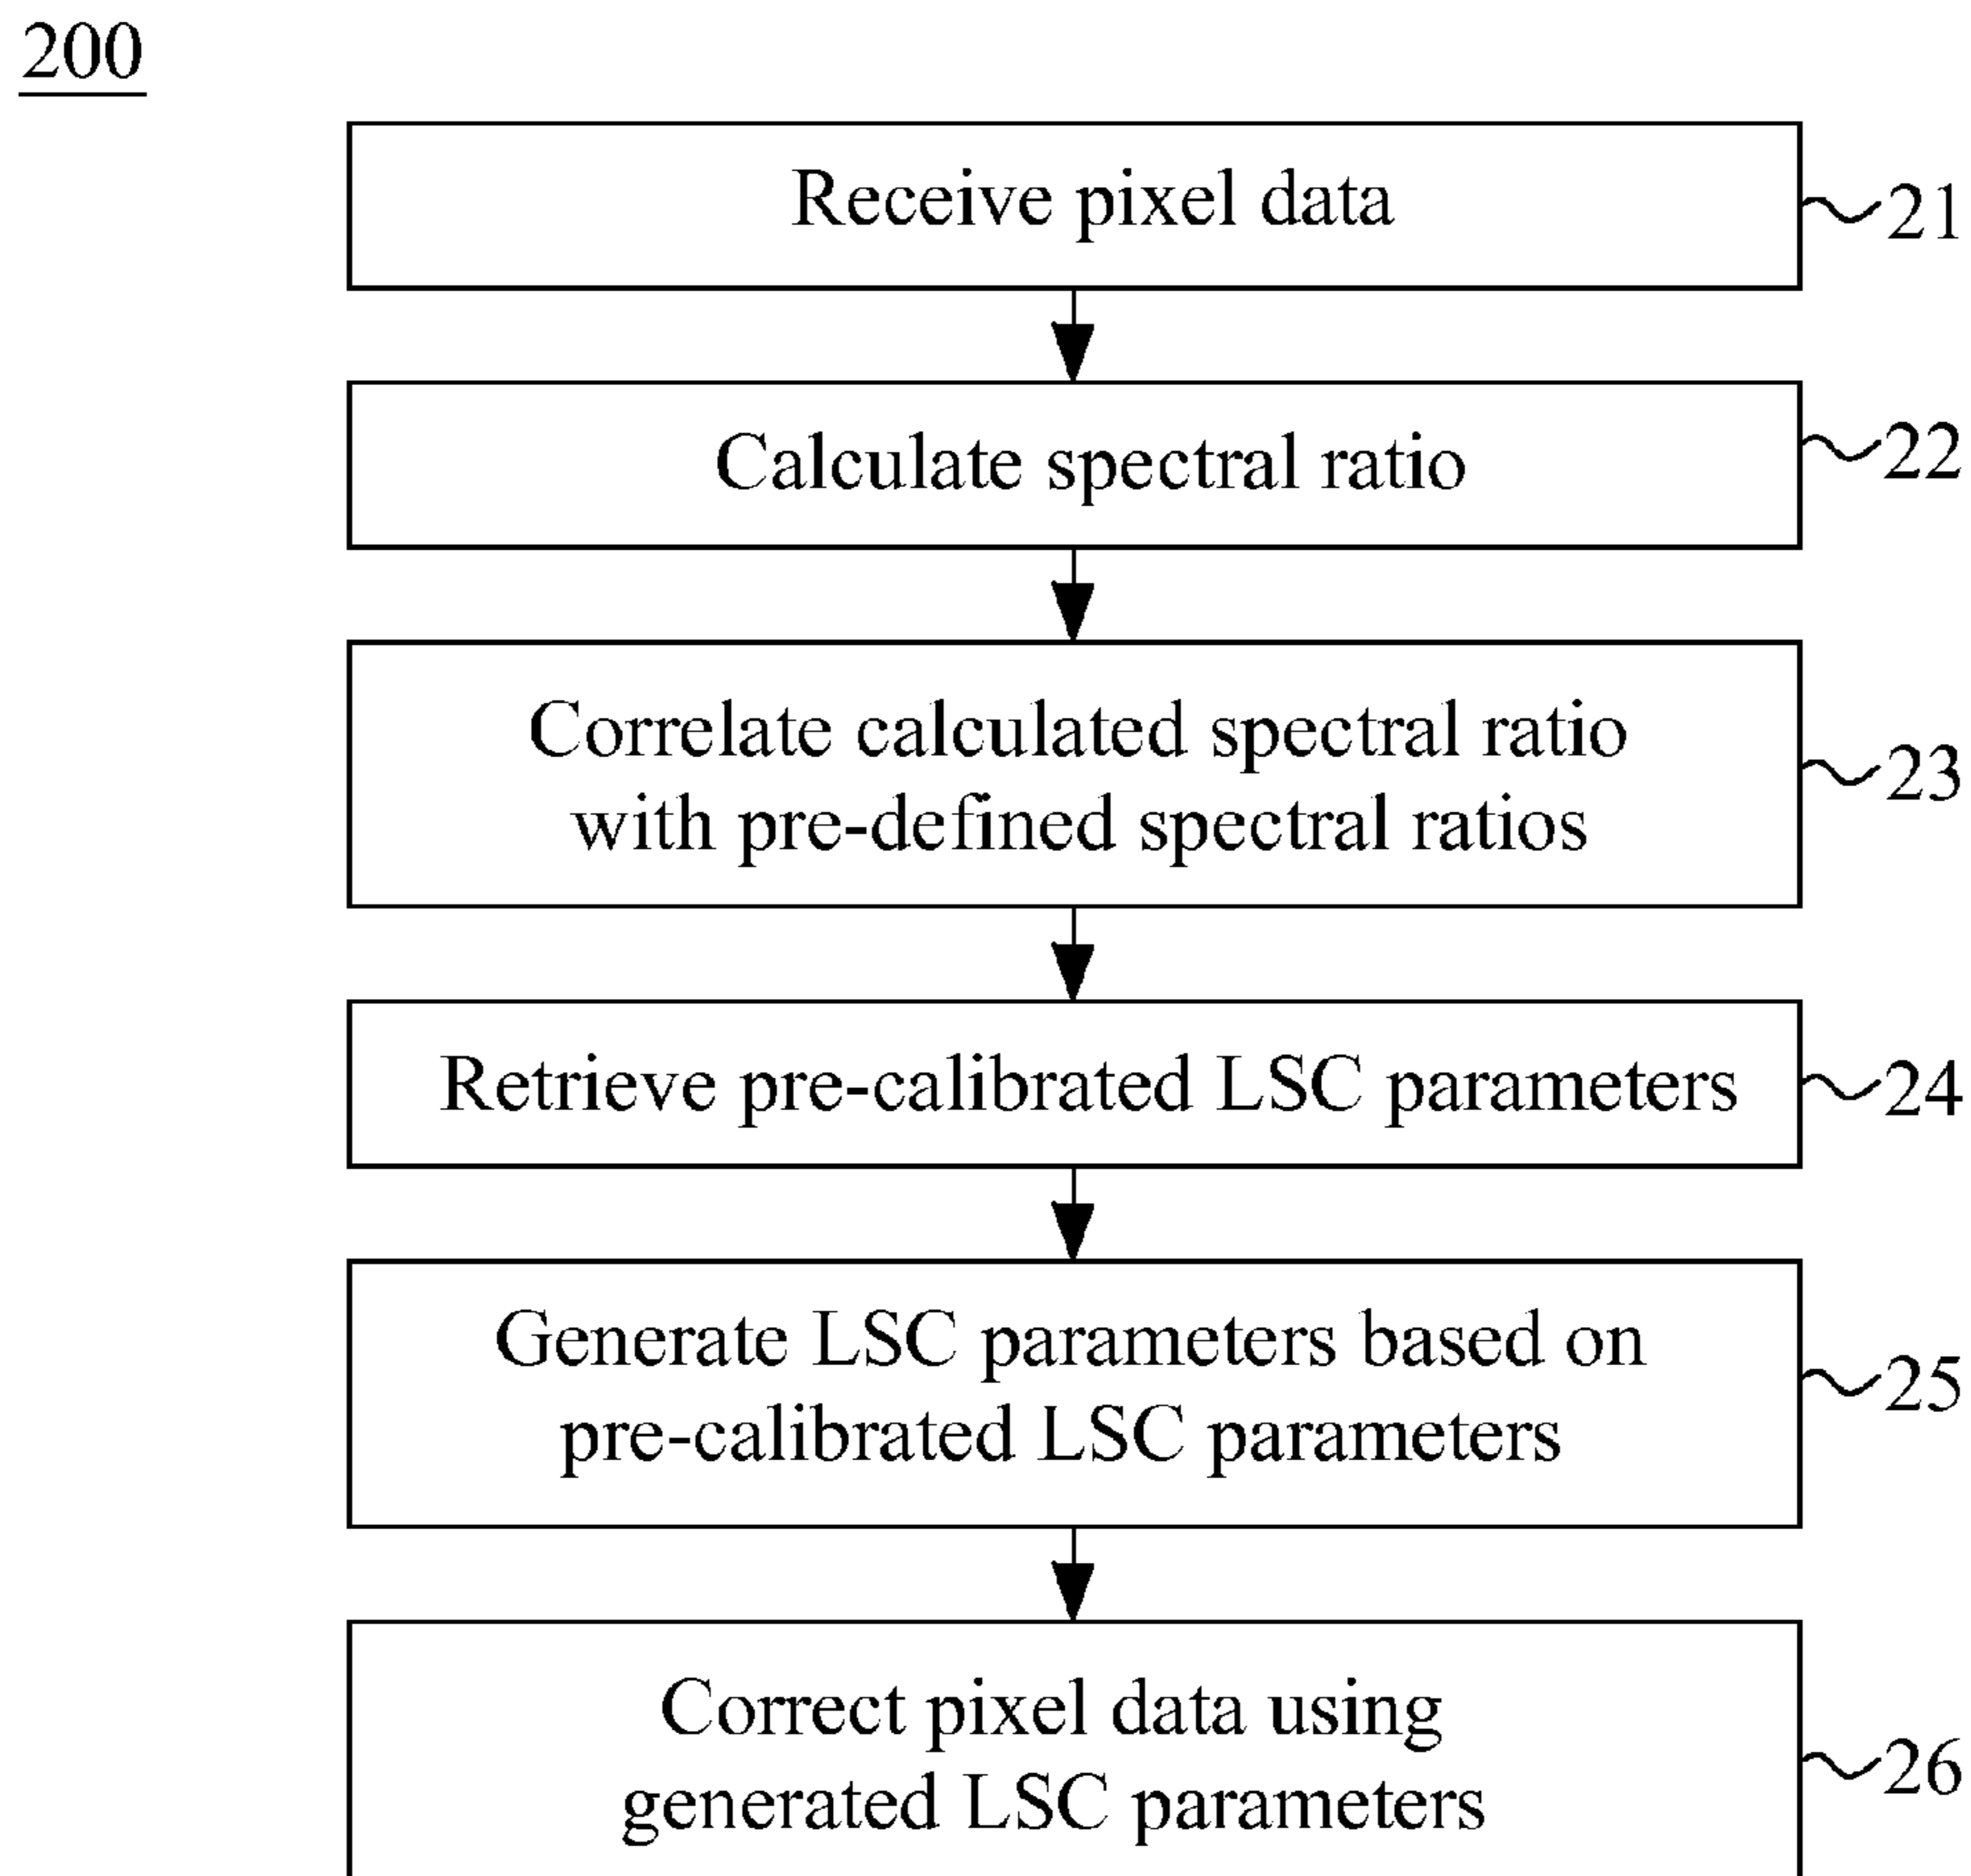 200
Receive pixel data
21
Calculate spectral ratio
22
Correlate calculated spectral ratio
with pre-defined spectral ratios
23
Retrieve pre-calibrated LSC parameters
24
Generate LSC parameters based on
pre-calibrated LSC parameters
25
Correct pixel data using
generated LSC parameters
26